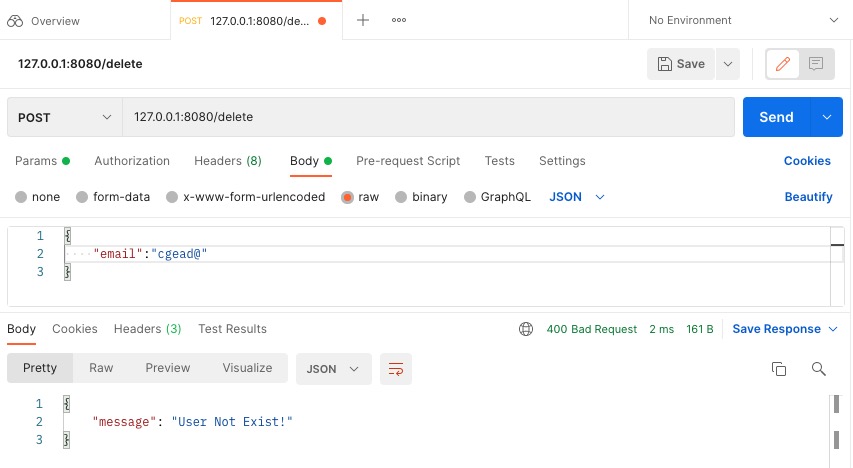 Overview
POST 127.0.0.1:8080/de...
No Environment
127.0.0.1:8080/delete
Save
POST
127.0.0.1:8080/delete
Send
Params Authorization Headers (8) Body Pre-request Script Tests Settings Cookies
none form-data x-www-form-urlencoded raw binary GraphQL JSON Beautify
1 {
2 "email":"cgead@"
3 }
Body Cookies Headers (3) Test Results 400 Bad Request 2 ms 161 B Save Response
Pretty Raw Preview Visualize JSON
1 {
2 "message": "User Not Exist!"
3 }